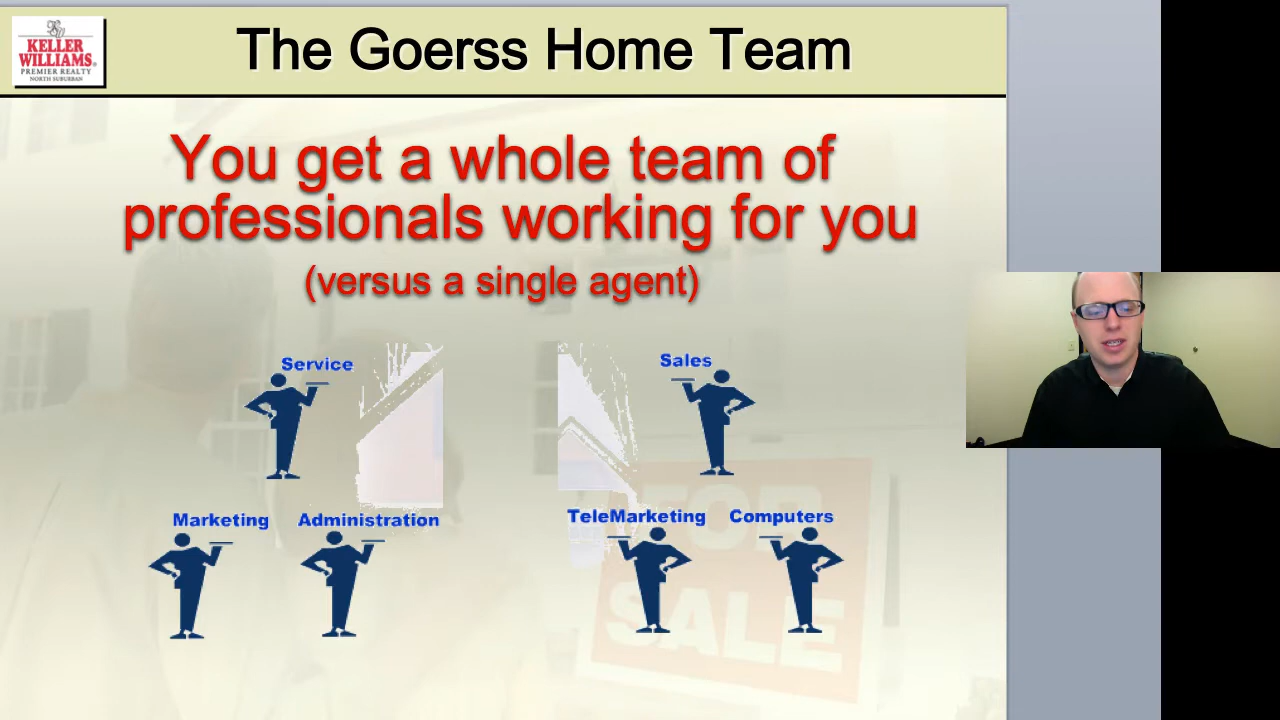 KELLER
WILLIAMS
PREMIER REALTY
NORTH SUBURBAN
The Goerss Home Team
You get a whole team of
professionals working for you
(versus a single agent)
Service
Sales
Marketing
Administration
TeleMarketing
Computers
FOR
SALE